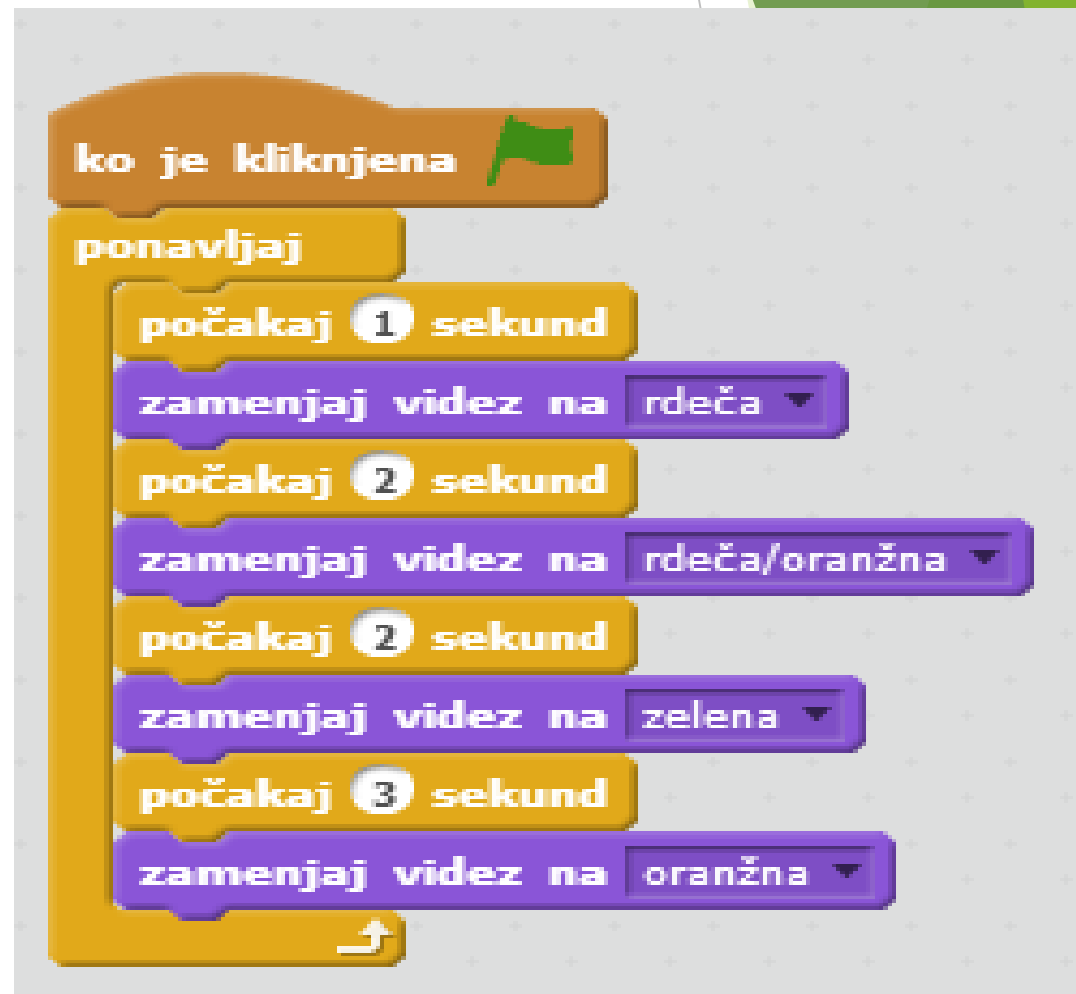 ko je kliknjena
ponavljaj
počakaj 1 sekund
zamenjaj videz na rdeča
počakaj 2 sekund
zamenjaj videz na rdeča/oranžna
počakaj 2 sekund
zamenjaj videz na zelena
počakaj 3 sekund
zamenjaj videz na oranžna